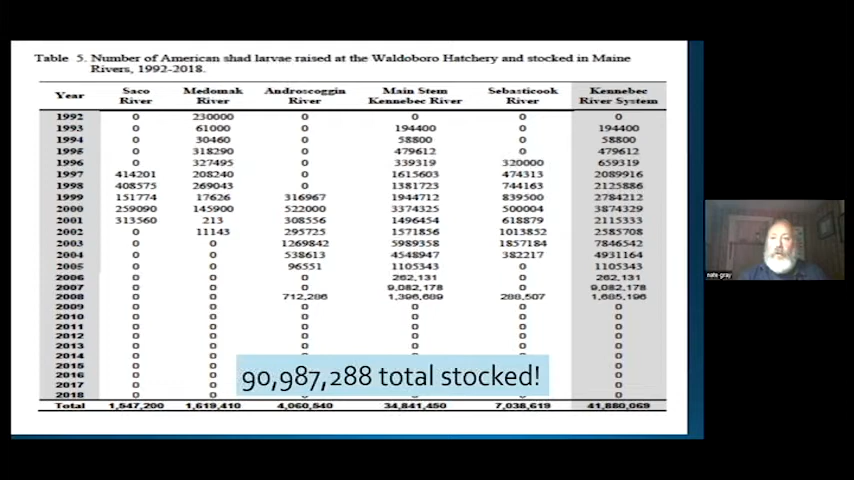 Table 5. Number of American shad larvae raised at the Waldoboro Hatchery and stocked in Maine
Rivers, 1992-2018.
Year Saco River Medomak River Androscoggin River Main Stem Kennebec River Sebasticook River Kennebec River System
1992 0 230000 0 0 0 0
1993 0 61000 0 194400 0 194400
1994 0 30460 0 58800 0 58800
1995 0 318290 0 479612 0 479612
1996 0 327495 0 339319 320000 659319
1997 414201 208240 0 1615603 474313 2089916
1998 408575 269043 0 1381723 744163 2125886
1999 151774 17626 316967 1944712 839500 2784212
2000 259090 145900 522000 3374325 500004 3874329
2001 313560 213 308556 1496454 618879 2115333
2002 0 11143 295725 1571856 1013852 2585708
2003 0 0 1269842 5989358 1857184 7846542
2004 0 0 538613 4548947 382217 4931164
2005 0 0 96551 1105343 0 1105343
2006 0 0 0 262,131 0 262,131
2007 0 0 0 9,082,178 0 9,082,178
2008 0 0 712,286 1,396,689 288,507 1,685,196
2009 0 0 0 0 0 0
2010 0 0 0 0 0 0
2011 0 0 0 0 0 0
2012 0 0 0 0 0 0
2013 0 0 0 0 0 0
2014 0 0 0 0 0 0
2015 0 0 0
2016 0 0 0
2017 0 0 0
2018 0 0 0 0 0 0
90,987,288 total stocked!
Total 1,547,200 1,619,410 4,060,540 34,841,450 7,038,619 41,880,069
nate gray